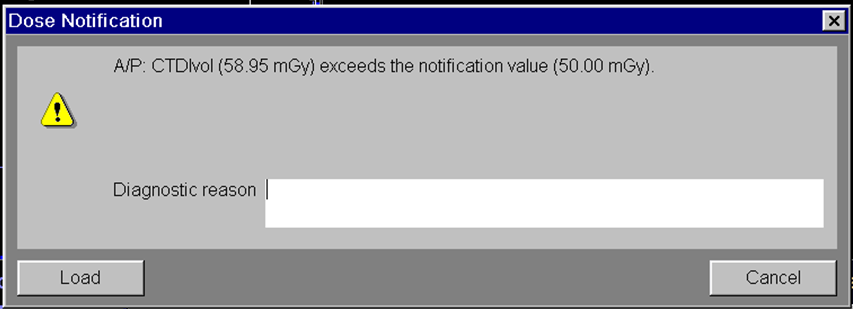 Dose Notification
A/P: CTDIvol (58.95 mGy) exceeds the notification value (50.00 mGy).
Diagnostic reason
Load
Cancel